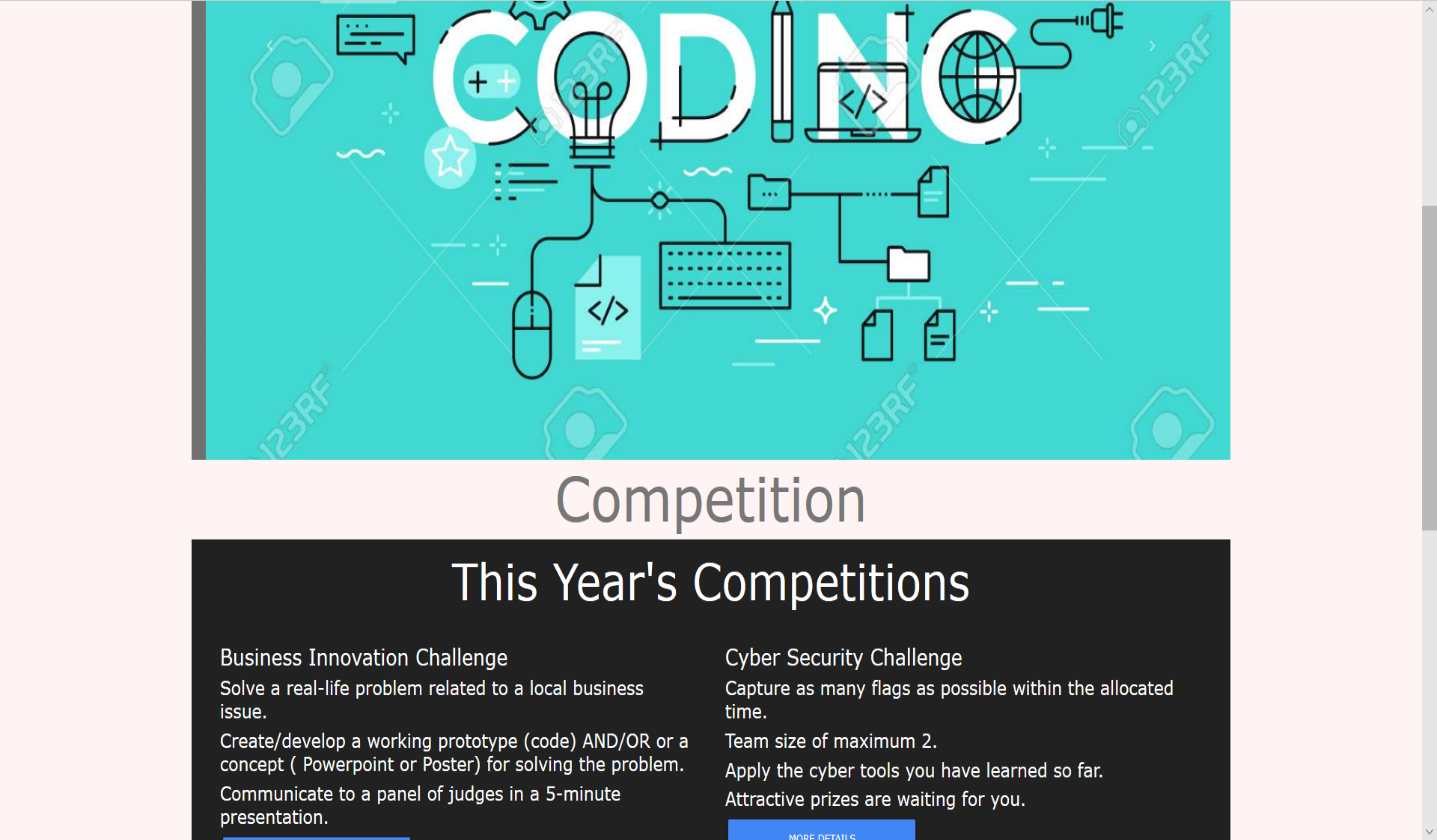 CODING
</>
</>
123RF
123RF
123RF
123RF
Competition
This Year's Competitions
Business Innovation Challenge
Solve a real-life problem related to a local business
issue.
Create/develop a working prototype (code) AND/OR or a
concept ( Powerpoint or Poster) for solving the problem.
Communicate to a panel of judges in a 5-minute
presentation.
Cyber Security Challenge
Capture as many flags as possible within the allocated
time.
Team size of maximum 2.
Apply the cyber tools you have learned so far.
Attractive prizes are waiting for you.
MORE DETAILS